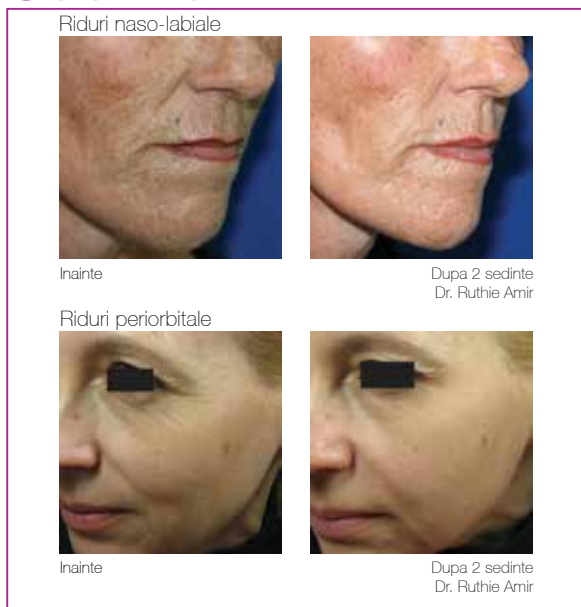 Riduri naso-labiale
Inainte
Dupa 2 sedinte
Dr. Ruthie Amir
Riduri periorbitale
Inainte
Dupa 2 sedinte
Dr. Ruthie Amir